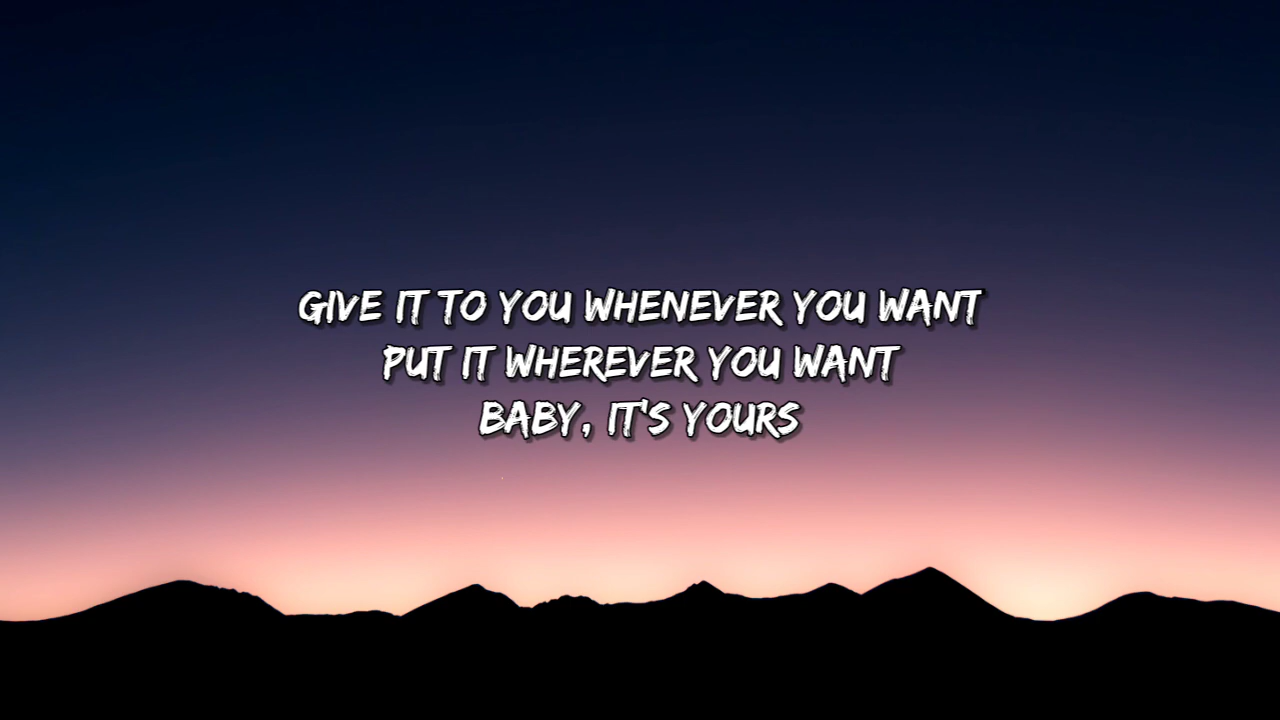 GIVE IT TO YOU WHENEVER YOU WANT
PUT IT WHEREVER YOU WANT
BABY, IT'S YOURS